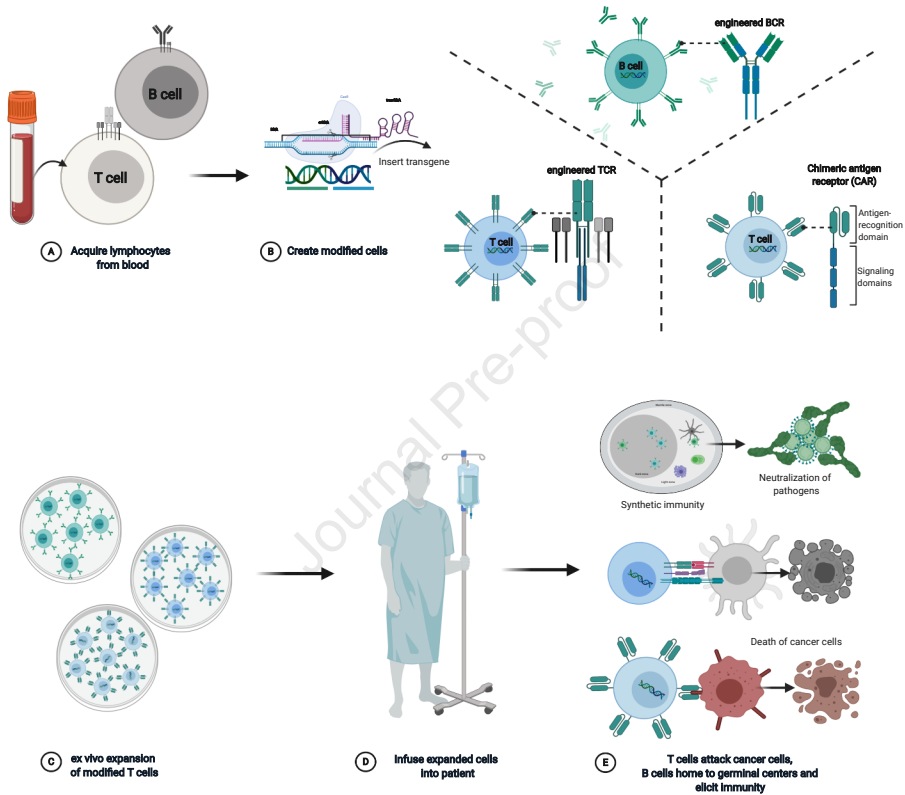 B cell
T cell
A Acquire lymphocytes
from blood
Insert transgene
B Create modified cells
B cell
engineered BCR
engineered TCR
T cell
Chimeric antigen
receptor (CAR)
T cell
Antigen-
recognition
domain
Signaling
domains
Journal Pre-proof
Synthetic immunity
Neutralization of
pathogens
Death of cancer cells
C ex vivo expansion
of modified T cells
D Infuse expanded cells
into patient
E T cells attack cancer cells,
B cells home to germinal centers and
elicit immunity